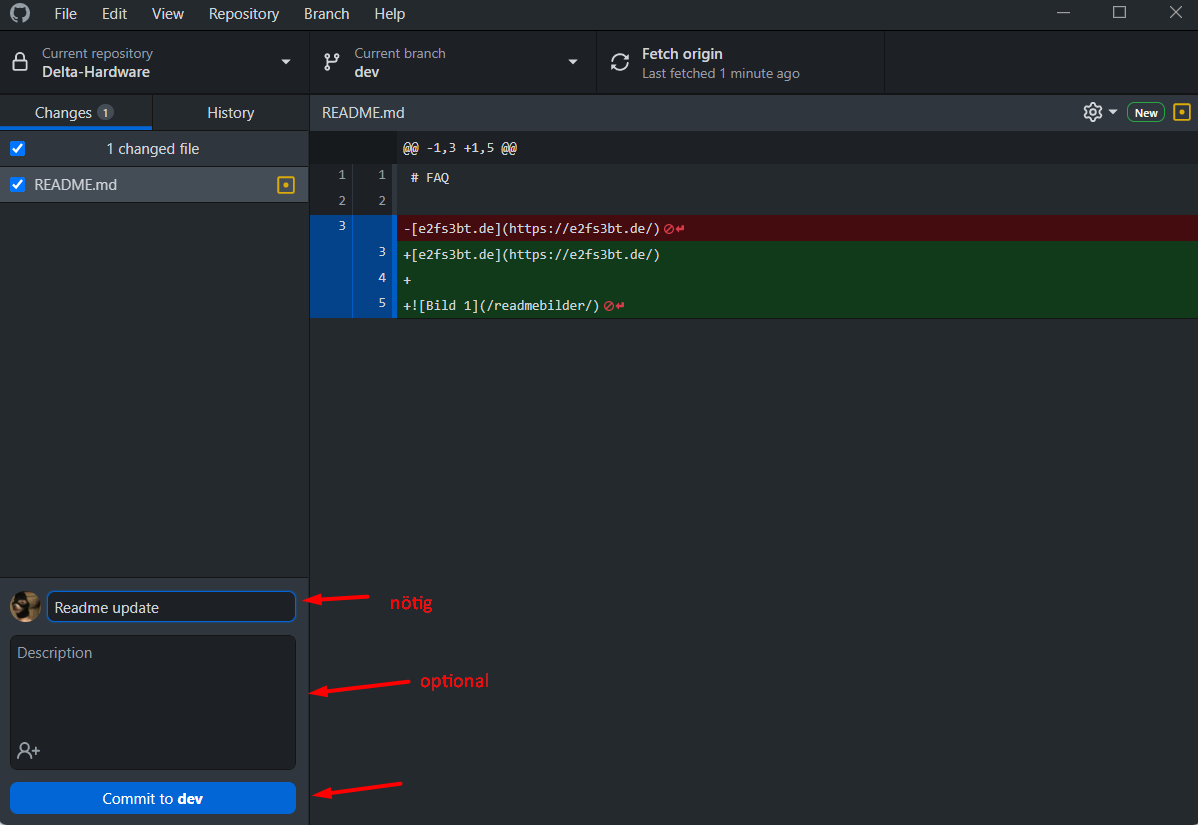 File Edit View Repository Branch Help
Current repository
Delta-Hardware
Current branch
dev
Fetch origin
Last fetched 1 minute ago
Changes 1 History
README.md New
1 changed file
README.md
@@ -1,3 +1,5 @@
1 1 # FAQ
2 2
3 -[e2fs3bt.de](https://e2fs3bt.de/)
3 +[e2fs3bt.de](https://e2fs3bt.de/)
4 +
5 +![Bild 1](/readmebilder/)
Readme update nötig
Description
optional
Commit to dev